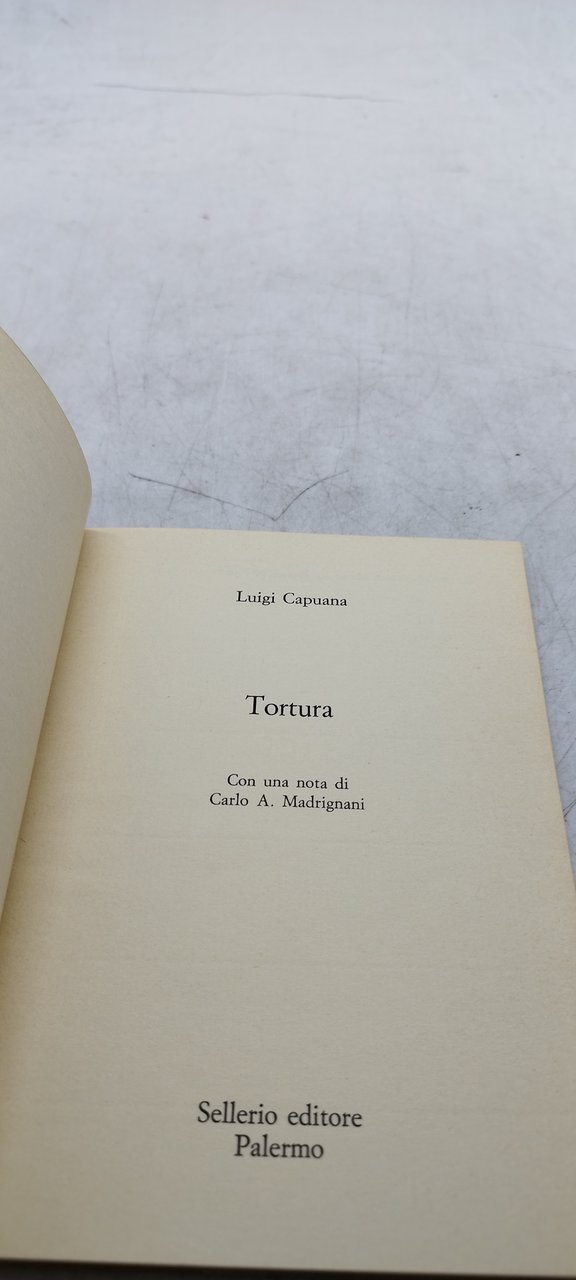 Luigi Capuana
Tortura
Con una nota di
Carlo A. Madrignani
Sellerio editore
Palermo